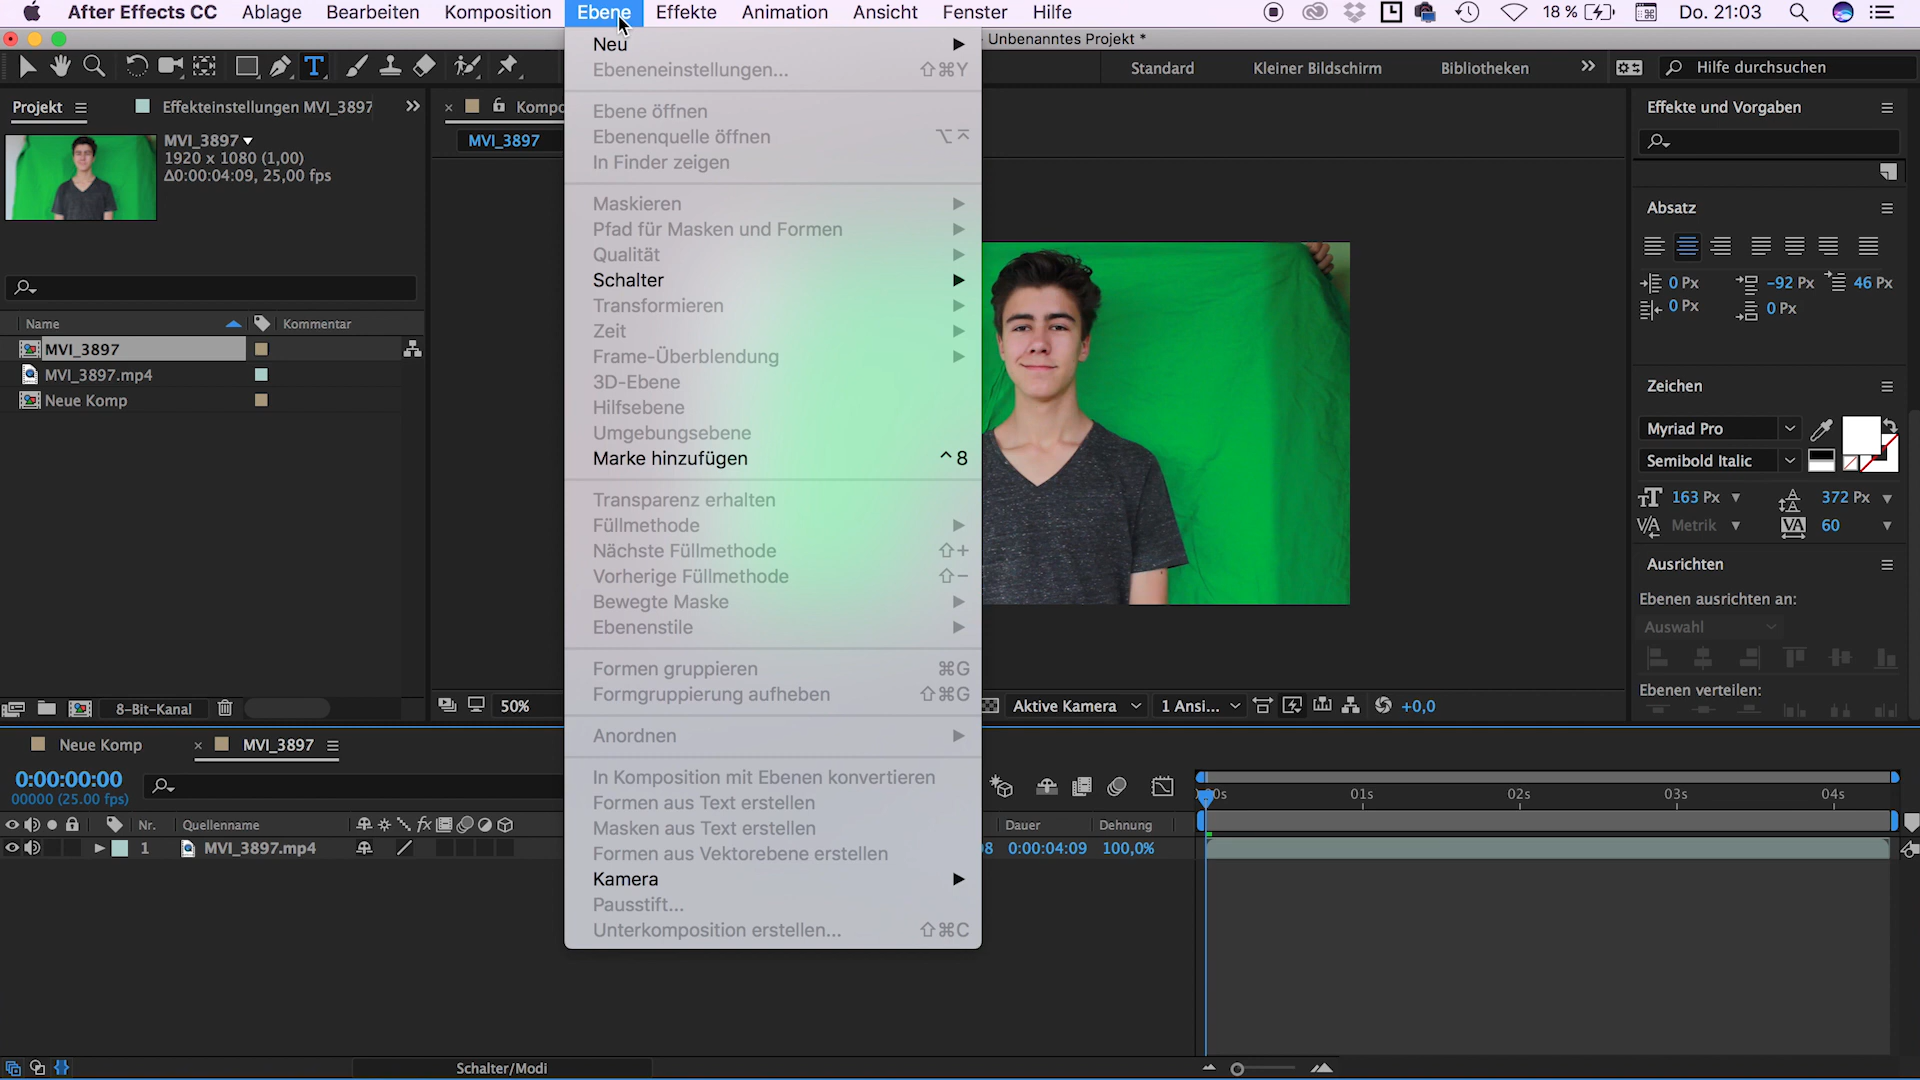 After Effects CC Ablage Bearbeiten Komposition Ebene Effekte Animation Ansicht Fenster Hilfe 18 % Do. 21:03
Unbenanntes Projekt *
Standard Kleiner Bildschirm Bibliotheken Hilfe durchsuchen
Projekt Effekteinstellungen MVI_3897
Kompo
MVI_3897
MVI_3897
1920 x 1080 (1,00)
Δ0:00:04:09, 25,00 fps
Name Kommentar
MVI_3897
MVI_3897.mp4
Neue Komp
8-Bit-Kanal
Neu
Ebeneneinstellungen... ⇧⌘Y
Ebene öffnen
Ebenenquelle öffnen ⌥⌅
In Finder zeigen
Maskieren
Pfad für Masken und Formen
Qualität
Schalter
Transformieren
Zeit
Frame-Überblendung
3D-Ebene
Hilfsebene
Umgebungsebene
Marke hinzufügen ^ 8
Transparenz erhalten
Füllmethode
Nächste Füllmethode ⇧+
Vorherige Füllmethode ⇧−
Bewegte Maske
Ebenenstile
Formen gruppieren ⌘G
Formgruppierung aufheben ⇧⌘G
Anordnen
In Komposition mit Ebenen konvertieren
Formen aus Text erstellen
Masken aus Text erstellen
Formen aus Vektorebene erstellen
Kamera
Pausstift...
Unterkomposition erstellen... ⇧⌘C
50% Aktive Kamera 1 Ansi... +0,0
Effekte und Vorgaben
Absatz
0 Px -92 Px 46 Px
0 Px 0 Px
Zeichen
Myriad Pro
Semibold Italic
163 Px 372 Px
Metrik 60
Ausrichten
Ebenen ausrichten an:
Auswahl
Ebenen verteilen:
Neue Komp MVI_3897
0:00:00:00
00000 (25.00 fps)
Nr. Quellenname Dauer Dehnung
1 MVI_3897.mp4 0:00:04:09 100,0%
01s 02s 03s 04s
Schalter/Modi